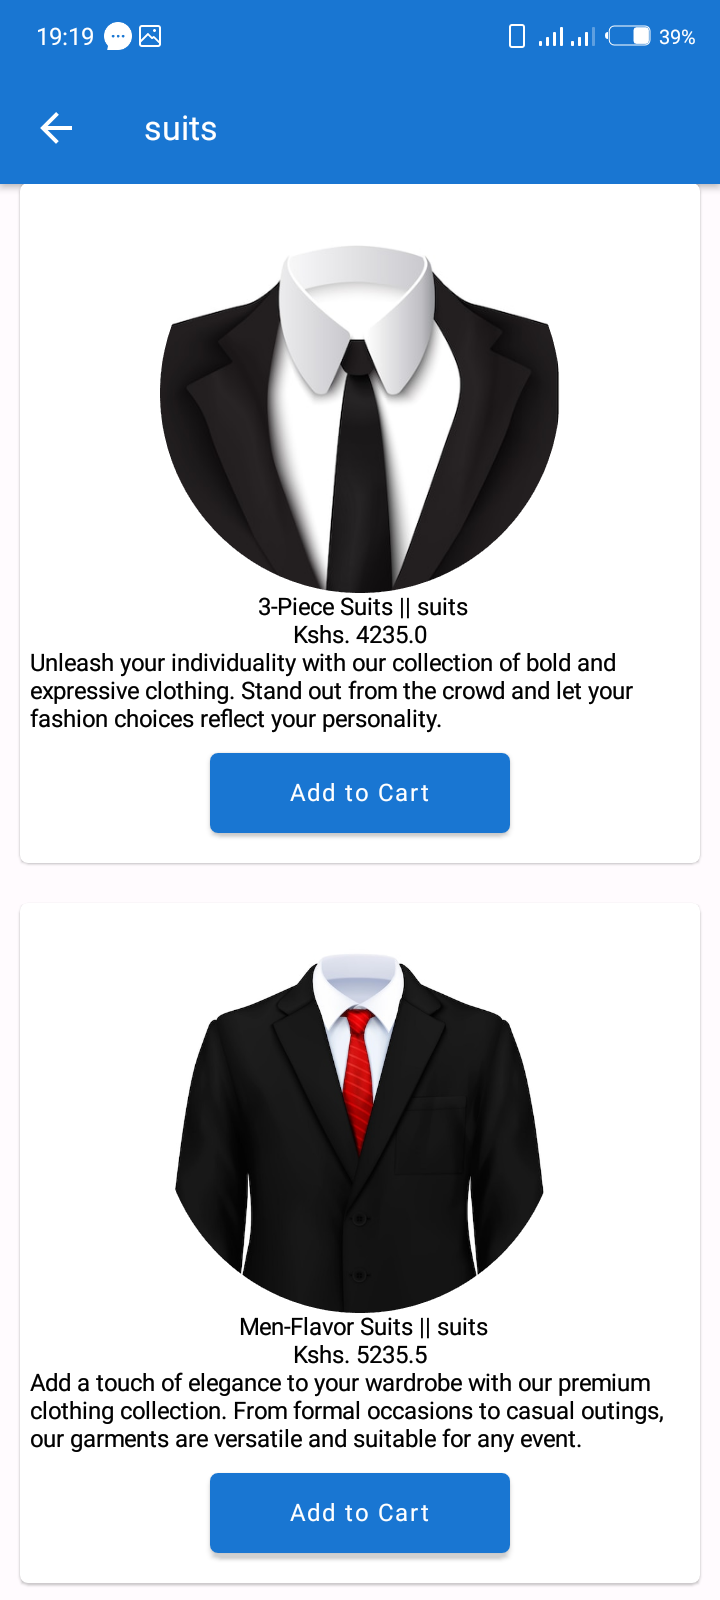 19:19
39%
suits
3-Piece Suits || suits
Kshs. 4235.0
Unleash your individuality with our collection of bold and
expressive clothing. Stand out from the crowd and let your
fashion choices reflect your personality.
Add to Cart
Men-Flavor Suits || suits
Kshs. 5235.5
Add a touch of elegance to your wardrobe with our premium
clothing collection. From formal occasions to casual outings,
our garments are versatile and suitable for any event.
Add to Cart